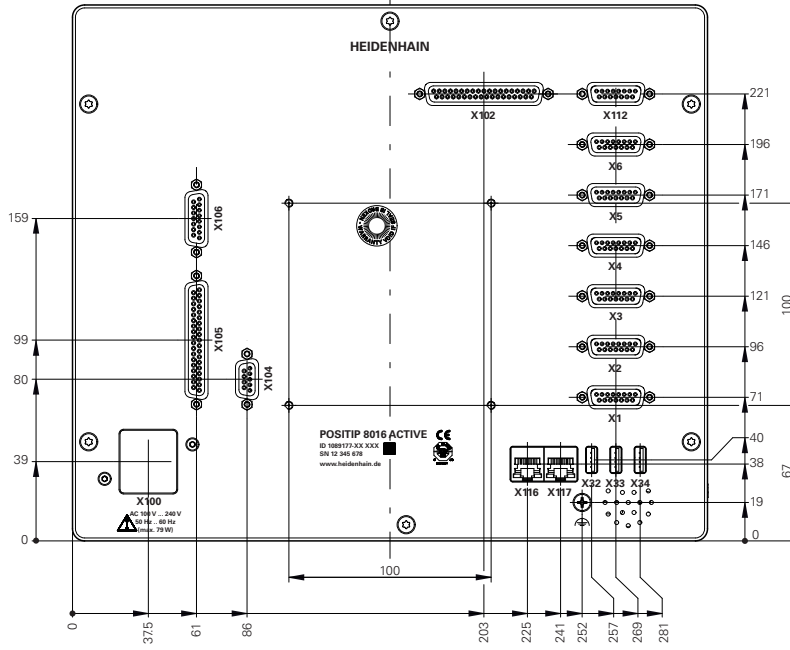 HEIDENHAIN
X102
X112
221
X6
196
X5
171
X106
159
X4
146
X3
121
100
X105
99
X2
96
X104
80
X1
71
POSITIP 8016 ACTIVE
ID 1089177-XX XXX
SN 12 345 678
www.heidenhain.de
40
39
38
67
X116
X117
X32
X33
X34
X100
AC 100 V ... 240 V
50 Hz ... 60 Hz
(max. 79 W)
19
0
0
100
0
37.5
61
86
203
225
241
252
257
269
281